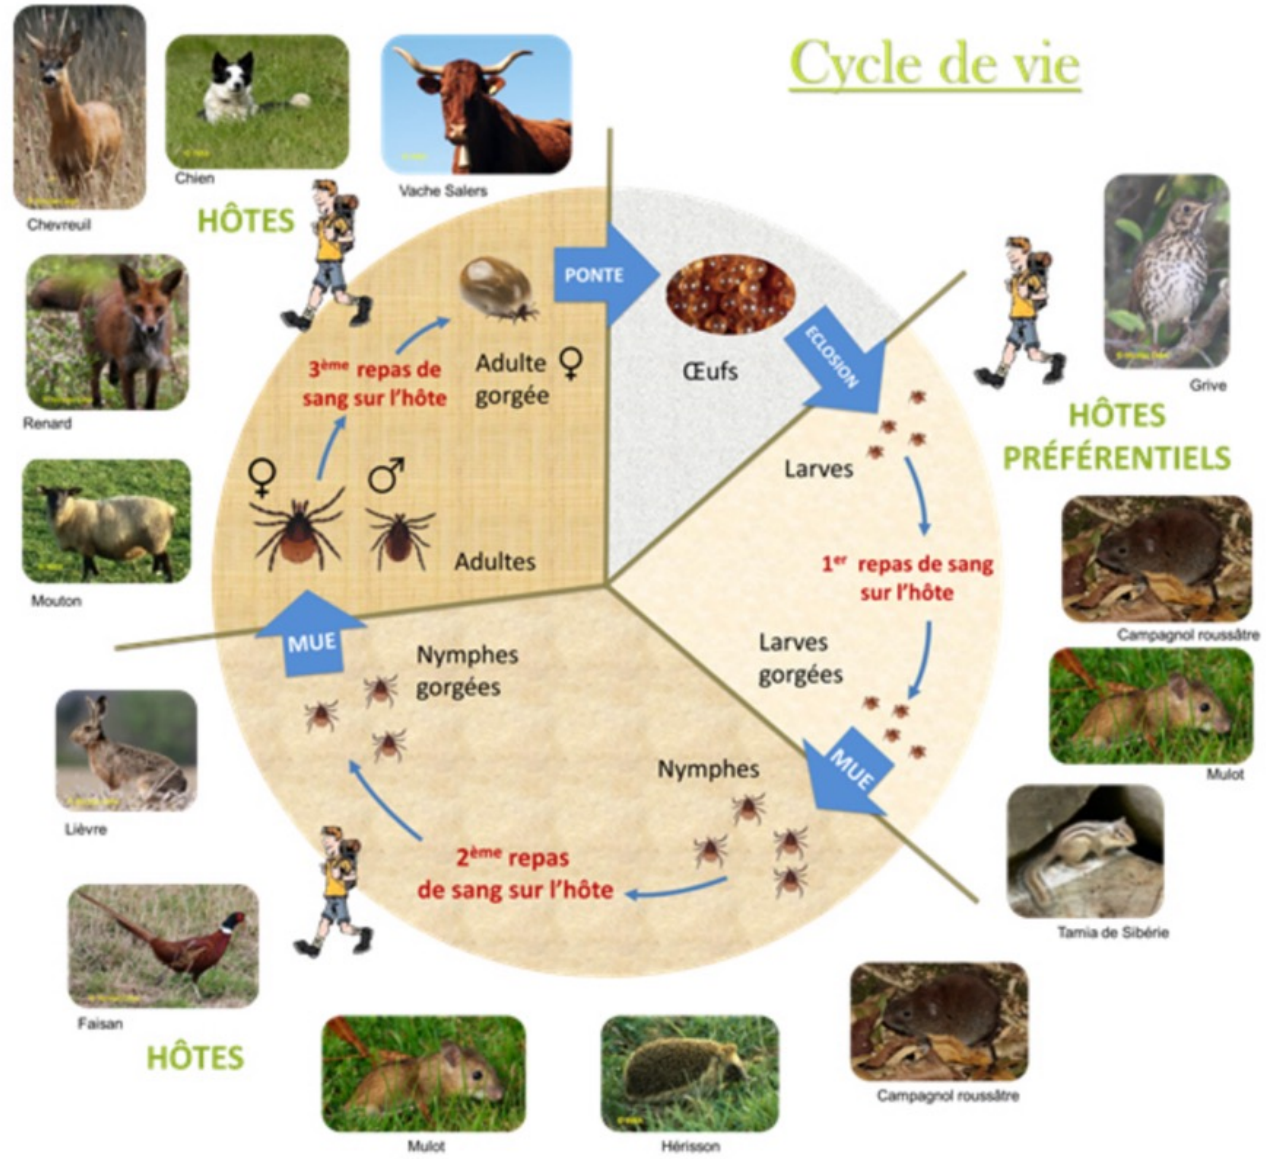 Cycle de vie
Chevreuil
Chien
Vache Salers
HÔTES
Renard
Mouton
PONTE
Œufs
ECLOSION
Adulte ♀
gorgée
3ème repas de
sang sur l'hôte
♀ ♂
Adultes
Grive
HÔTES
PRÉFÉRENTIELS
Larves
1er repas de sang
sur l'hôte
Larves
gorgées
Campagnol roussâtre
Mulot
Tamia de Sibérie
MUE
Nymphes
2ème repas
de sang sur l'hôte
Nymphes
gorgées
MUE
Lièvre
Faisan
HÔTES
Mulot
Hérisson
Campagnol roussâtre